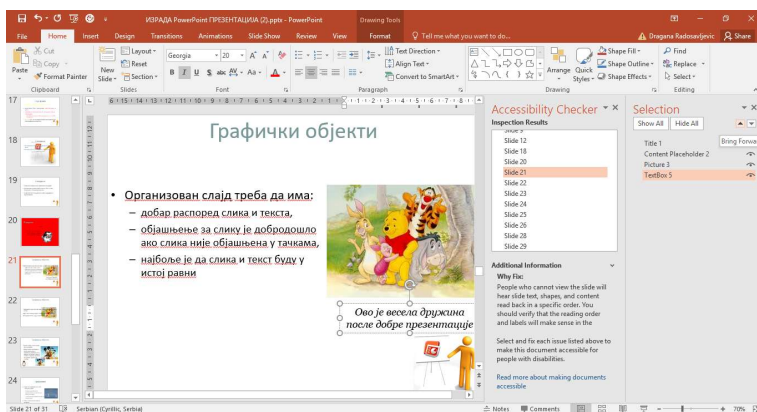 ИЗРАДА PowerPoint ПРЕЗЕНТАЦИЈА (2).pptx - PowerPoint
Drawing Tools
File Home Insert Design Transitions Animations Slide Show Review View Format Tell me what you want to do...
Dragana Radosavljevic Share
Paste
Cut
Copy
Format Painter
Clipboard
New Slide
Layout
Reset
Section
Slides
Georgia 20
Font
Paragraph
Text Direction
Align Text
Convert to SmartArt
Arrange
Quick Styles
Shape Fill
Shape Outline
Shape Effects
Drawing
Find
Replace
Select
Editing
17
18
19
20
21
22
23
24
Графички објекти
• Организован слајд треба да има:
– добар распоред слика и текста,
– објашњење за слику је добродошло
ако слика није објашњена у тачкама,
– најбоље је да слика и текст буду у
истој равни
Ово је весела дружина
после добре презентације
Accessibility Checker
Inspection Results
Slide 9
Slide 12
Slide 18
Slide 20
Slide 21
Slide 22
Slide 23
Slide 24
Slide 25
Slide 26
Slide 28
Slide 29
Additional Information
Why Fix:
People who cannot view the slide will
hear slide text, shapes, and content
read back in a specific order. You
should verify that the reading order
and labels will make sense in the
Select and fix each issue listed above to
make this document accessible for
people with disabilities.
Read more about making documents
accessible
Selection
Show All Hide All
Bring Forwa
Title 1
Content Placeholder 2
Picture 3
TextBox 5
Slide 21 of 31 Serbian (Cyrillic, Serbia) Notes Comments 70%